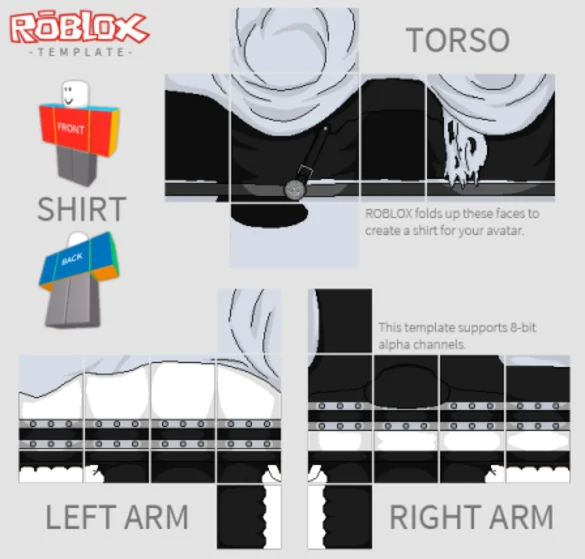 ROBLOX
-TEMPLATE-
TORSO
FRONT
SHIRT
BACK
ROBLOX folds up these faces to
create a shirt for your avatar.
This template supports 8-bit
alpha channels.
LEFT ARM
RIGHT ARM